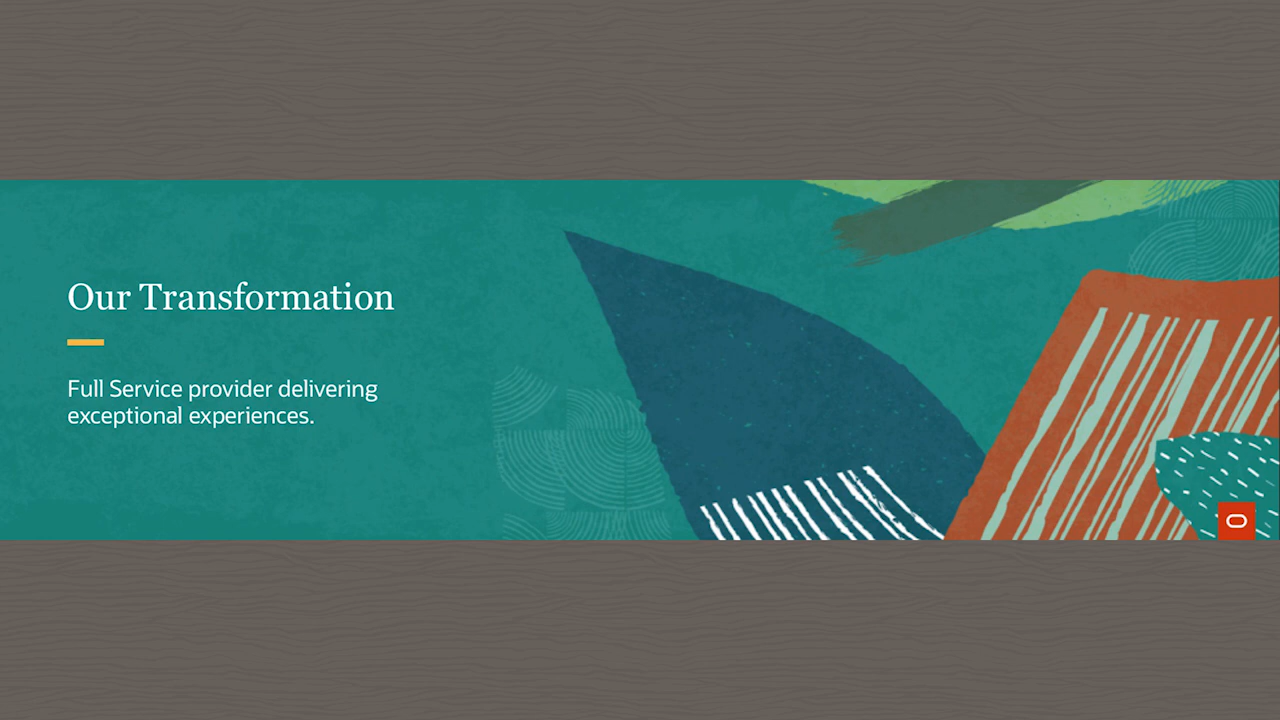 Our Transformation
Full Service provider delivering
exceptional experiences.